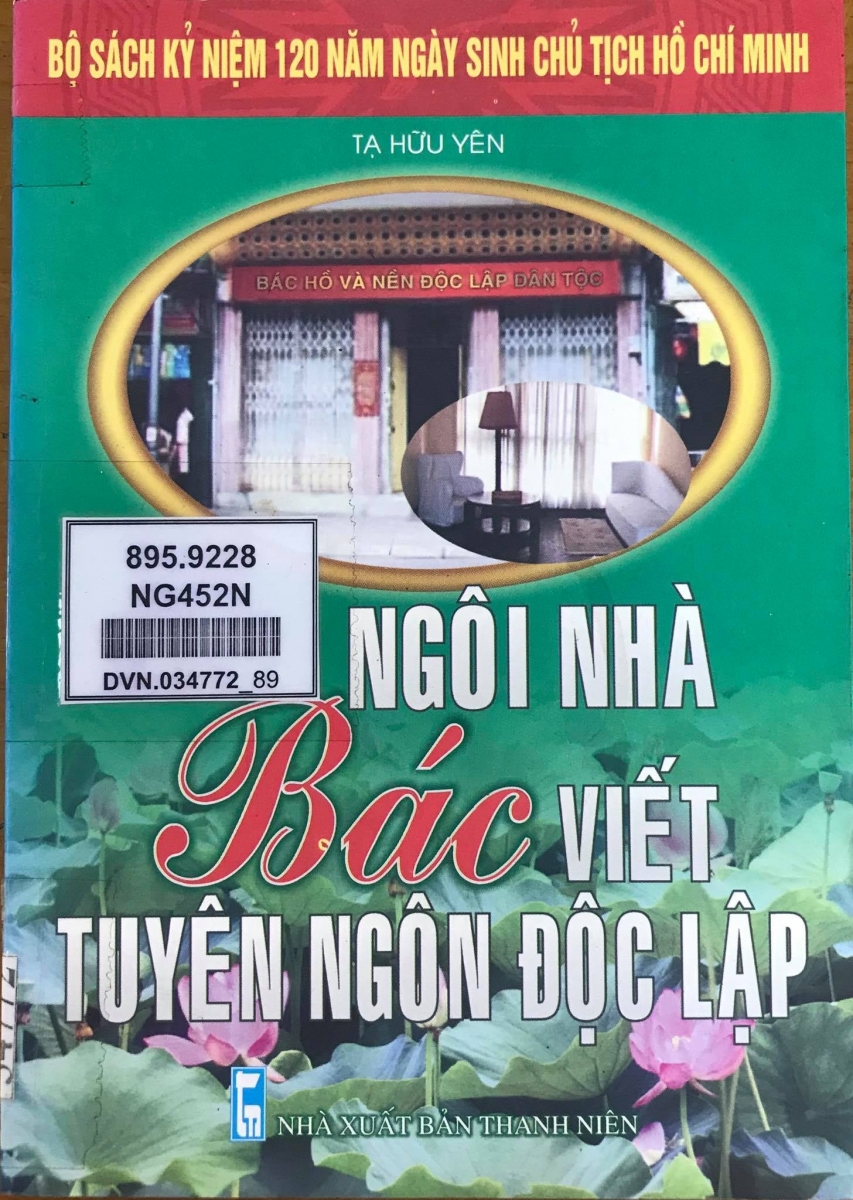 BỘ SÁCH KỶ NIỆM 120 NĂM NGÀY SINH CHỦ TỊCH HỒ CHÍ MINH
TẠ HỮU YÊN
BÁC HỒ VÀ NỀN ĐỘC LẬP DÂN TỘC
895.9228
NG452N
DVN.034772_89
NGÔI NHÀ
Bác VIẾT
TUYÊN NGÔN ĐỘC LẬP
NHÀ XUẤT BẢN THANH NIÊN